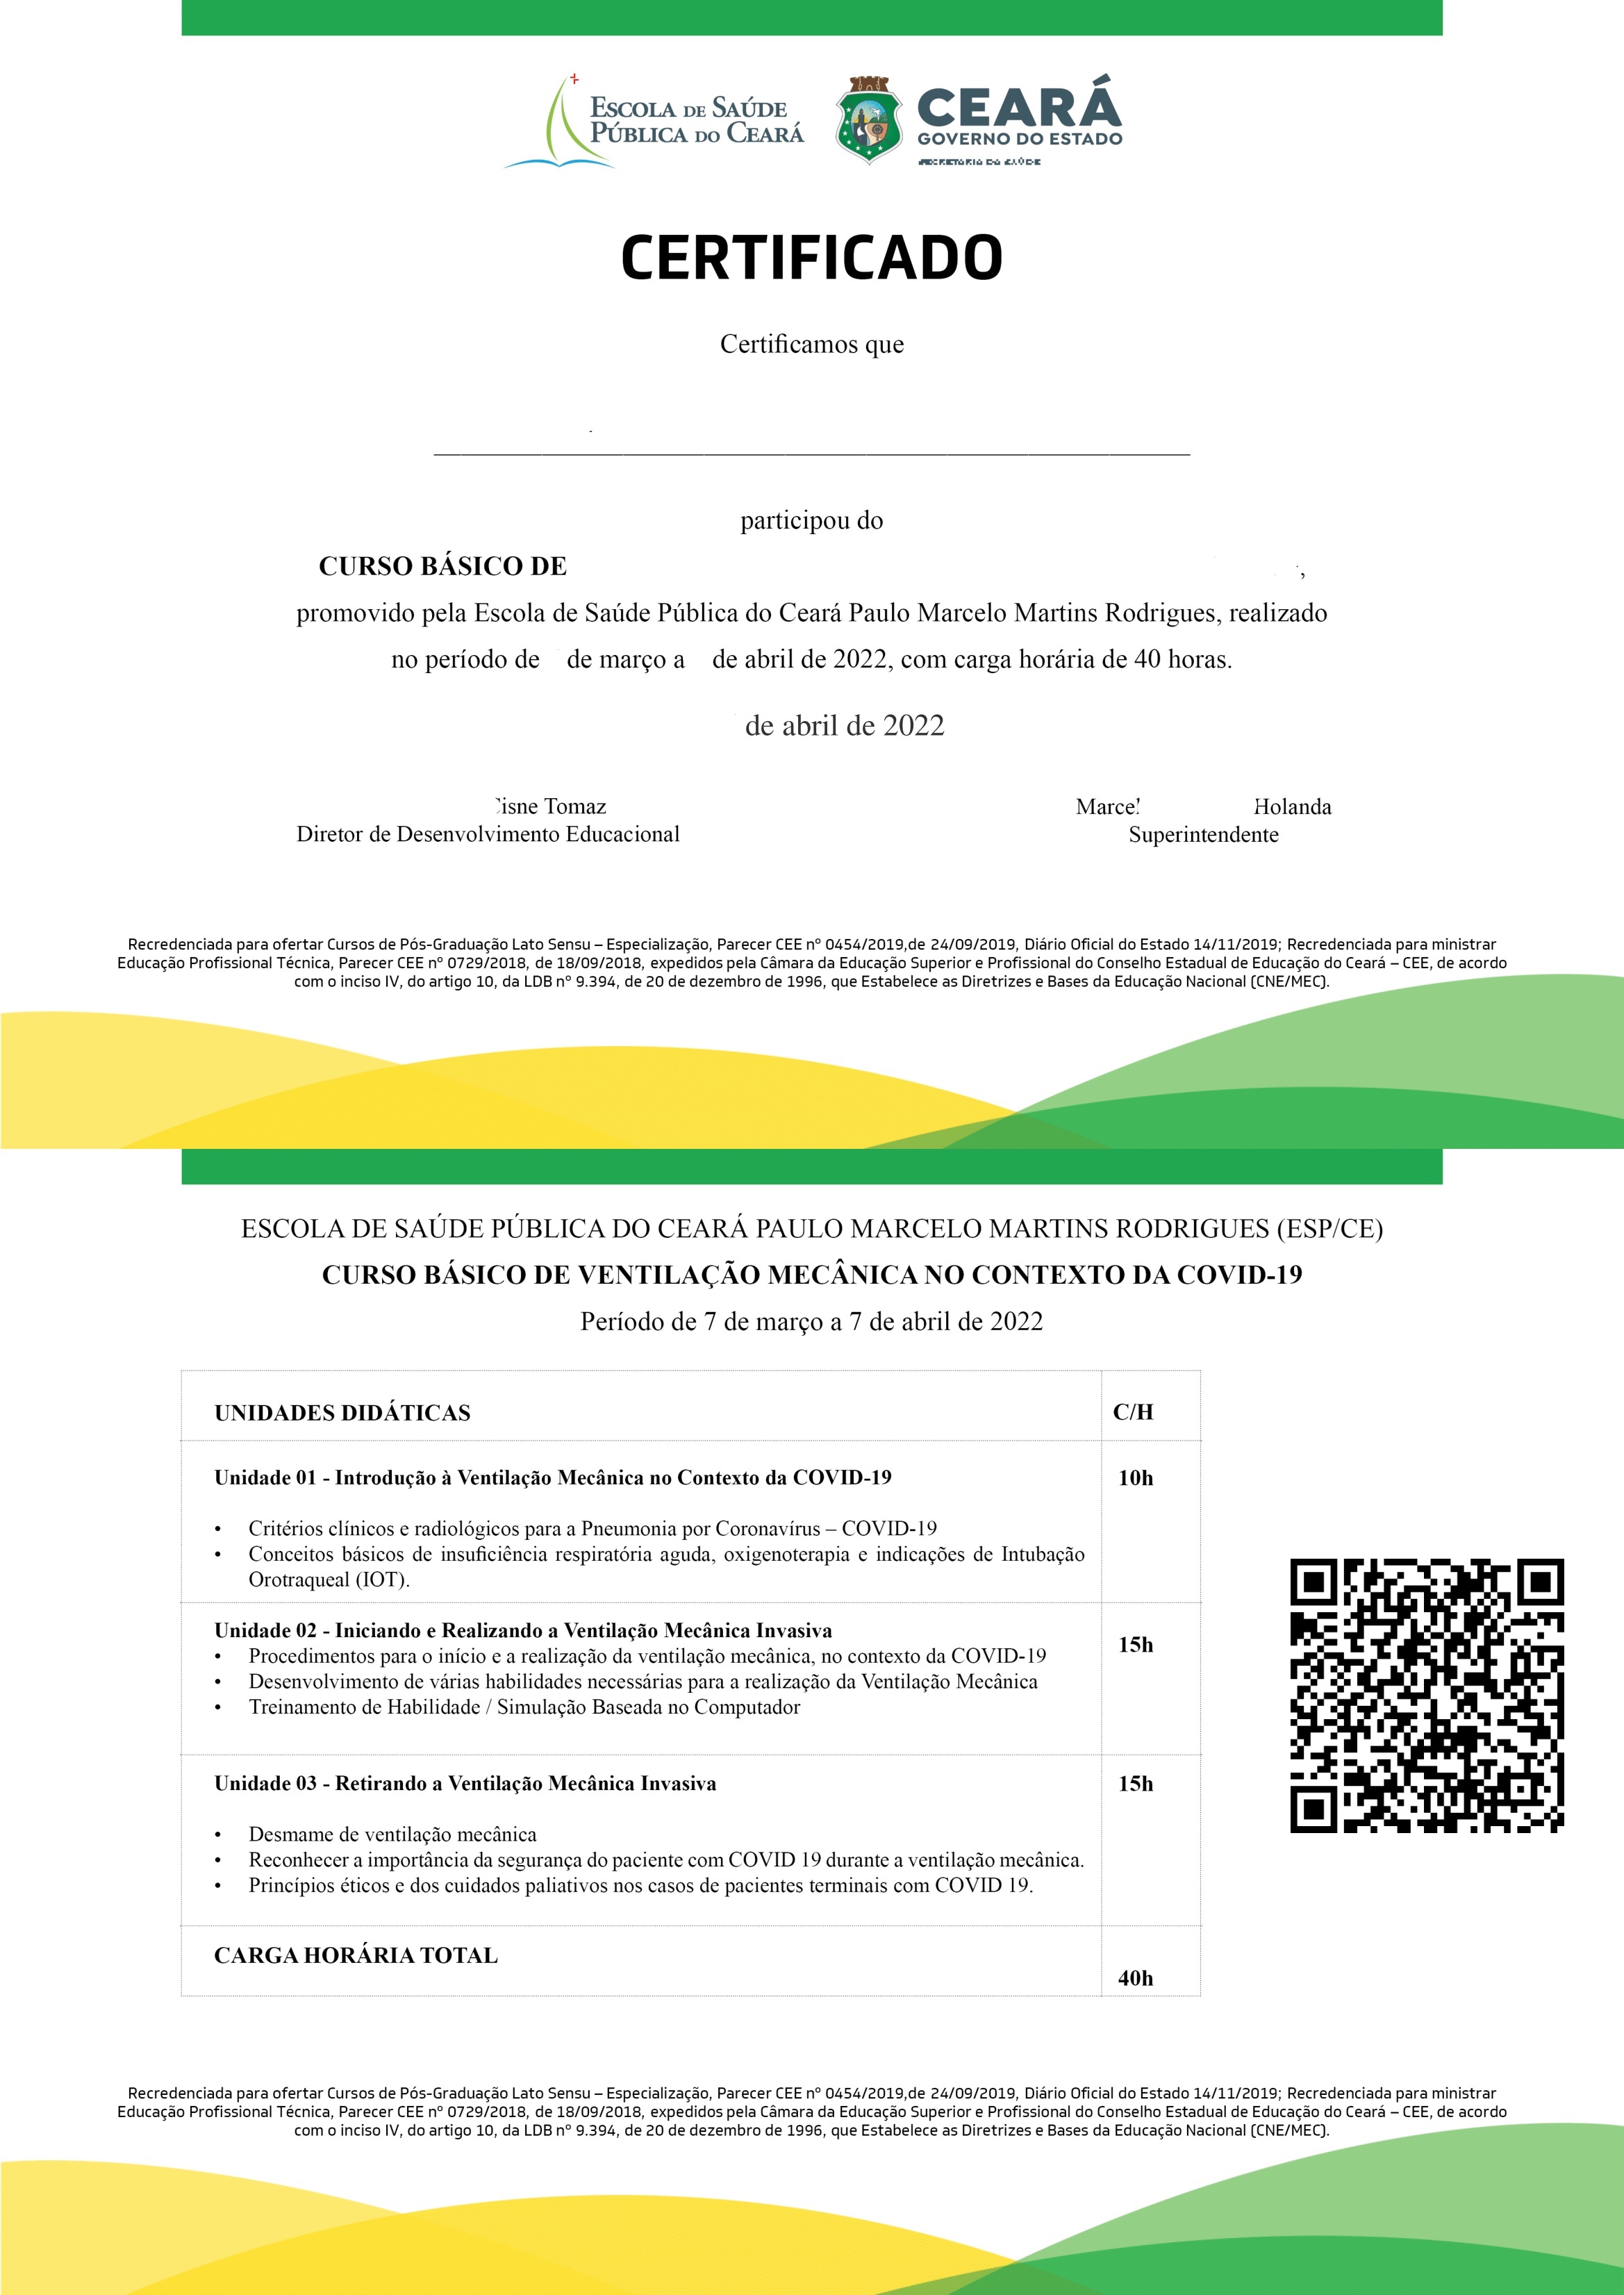 ESCOLA DE SAÚDE
PÚBLICA DO CEARÁ
CEARÁ
GOVERNO DO ESTADO
SECRETARIA DA SAÚDE
CERTIFICADO
Certificamos que
participou do
CURSO BÁSICO DE ,
promovido pela Escola de Saúde Pública do Ceará Paulo Marcelo Martins Rodrigues, realizado
no período de de março a de abril de 2022, com carga horária de 40 horas.
de abril de 2022
Tomaz
Diretor de Desenvolvimento Educacional
Holanda
Superintendente
Recredenciada para ofertar Cursos de Pós-Graduação Lato Sensu – Especialização, Parecer CEE nº 0454/2019,de 24/09/2019, Diário Oficial do Estado 14/11/2019; Recredenciada para ministrar
Educação Profissional Técnica, Parecer CEE nº 0729/2018, de 18/09/2018, expedidos pela Câmara da Educação Superior e Profissional do Conselho Estadual de Educação do Ceará – CEE, de acordo
com o inciso IV, do artigo 10, da LDB nº 9.394, de 20 de dezembro de 1996, que Estabelece as Diretrizes e Bases da Educação Nacional (CNE/MEC).
ESCOLA DE SAÚDE PÚBLICA DO CEARÁ PAULO MARCELO MARTINS RODRIGUES (ESP/CE)
CURSO BÁSICO DE VENTILAÇÃO MECÂNICA NO CONTEXTO DA COVID-19
Período de 7 de março a 7 de abril de 2022
UNIDADES DIDÁTICAS C/H
Unidade 01 - Introdução à Ventilação Mecânica no Contexto da COVID-19 10h
• Critérios clínicos e radiológicos para a Pneumonia por Coronavírus – COVID-19
• Conceitos básicos de insuficiência respiratória aguda, oxigenoterapia e indicações de Intubação
Orotraqueal (IOT).
Unidade 02 - Iniciando e Realizando a Ventilação Mecânica Invasiva
15h
• Procedimentos para o início e a realização da ventilação mecânica, no contexto da COVID-19
• Desenvolvimento de várias habilidades necessárias para a realização da Ventilação Mecânica
• Treinamento de Habilidade / Simulação Baseada no Computador
Unidade 03 - Retirando a Ventilação Mecânica Invasiva 15h
• Desmame de ventilação mecânica
• Reconhecer a importância da segurança do paciente com COVID 19 durante a ventilação mecânica.
• Princípios éticos e dos cuidados paliativos nos casos de pacientes terminais com COVID 19.
CARGA HORÁRIA TOTAL
40h
Recredenciada para ofertar Cursos de Pós-Graduação Lato Sensu – Especialização, Parecer CEE nº 0454/2019,de 24/09/2019, Diário Oficial do Estado 14/11/2019; Recredenciada para ministrar
Educação Profissional Técnica, Parecer CEE nº 0729/2018, de 18/09/2018, expedidos pela Câmara da Educação Superior e Profissional do Conselho Estadual de Educação do Ceará – CEE, de acordo
com o inciso IV, do artigo 10, da LDB nº 9.394, de 20 de dezembro de 1996, que Estabelece as Diretrizes e Bases da Educação Nacional (CNE/MEC).